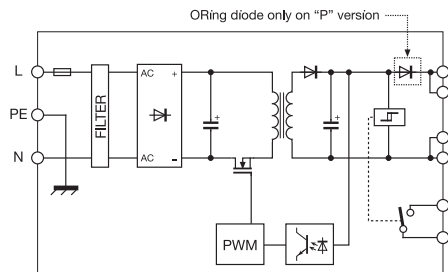 ORing diode only on “P” version
L
AC
+
PE
FILTER
+
+
N
AC
-
PWM